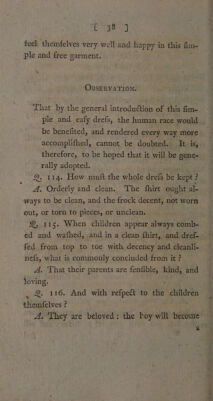 [ 38 ]
feel themſelves very well and happy in this ſim-
ple and free garment.
OBSERVATION.
That by the general introduction of this ſim-
ple and eaſy dreſs, the human race would
be benefited, and rendered every way more
accompliſhed, cannot be doubted. It is,
therefore, to be hoped that it will be gene-
rally adopted.
Q. 114. How muſt the whole dreſs be kept ?
A. Orderly and clean. The ſhirt ought al-
ways to be clean, and the frock decent, not worn
out, or torn to pieces, or unclean.
Q. 115. When children appear always comb-
ed and waſhed, and in a clean ſhirt, and dreſ-
ſed from top to toe with decency and cleanli-
neſs, what is commonly concluded from it ?
A. That their parents are ſenſible, kind, and
loving.
Q. 116. And with reſpect to the children
themſelves ?
A. They are beloved: the boy will become
a